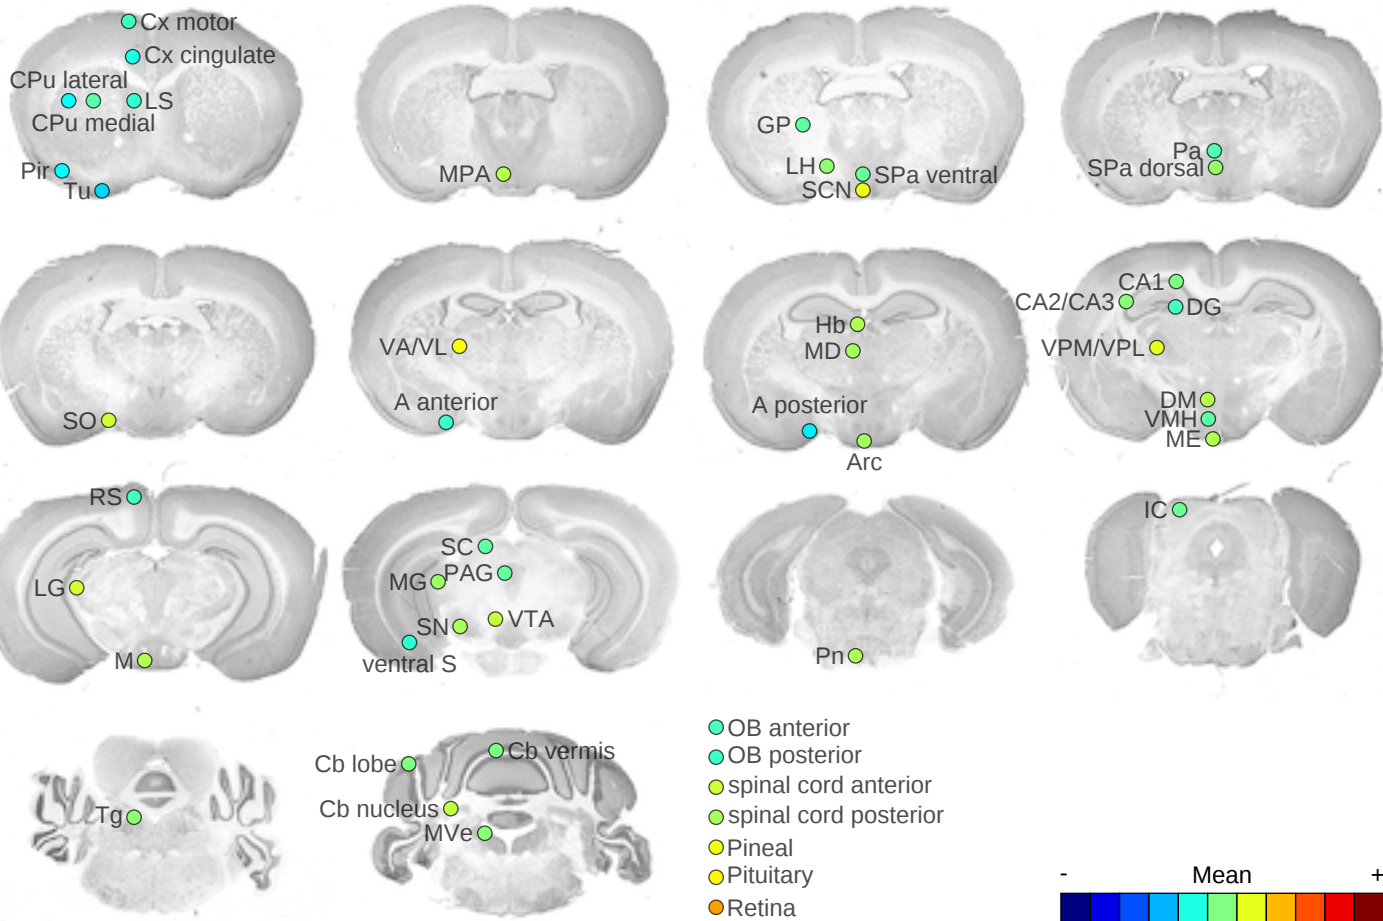 Cx motor
Cx cingulate
CPu lateral
LS
CPu medial
Pir
Tu
MPA
GP
LH
SPa ventral
SCN
Pa
SPa dorsal
SO
VA/VL
A anterior
Hb
MD
A posterior
Arc
CA1
CA2/CA3
DG
VPM/VPL
DM
VMH
ME
RS
LG
M
SC
PAG
MG
SN
VTA
ventral S
Pn
IC
Tg
Cb lobe
Cb vermis
Cb nucleus
MVe
OB anterior
OB posterior
spinal cord anterior
spinal cord posterior
Pineal
Pituitary
Retina
- Mean +